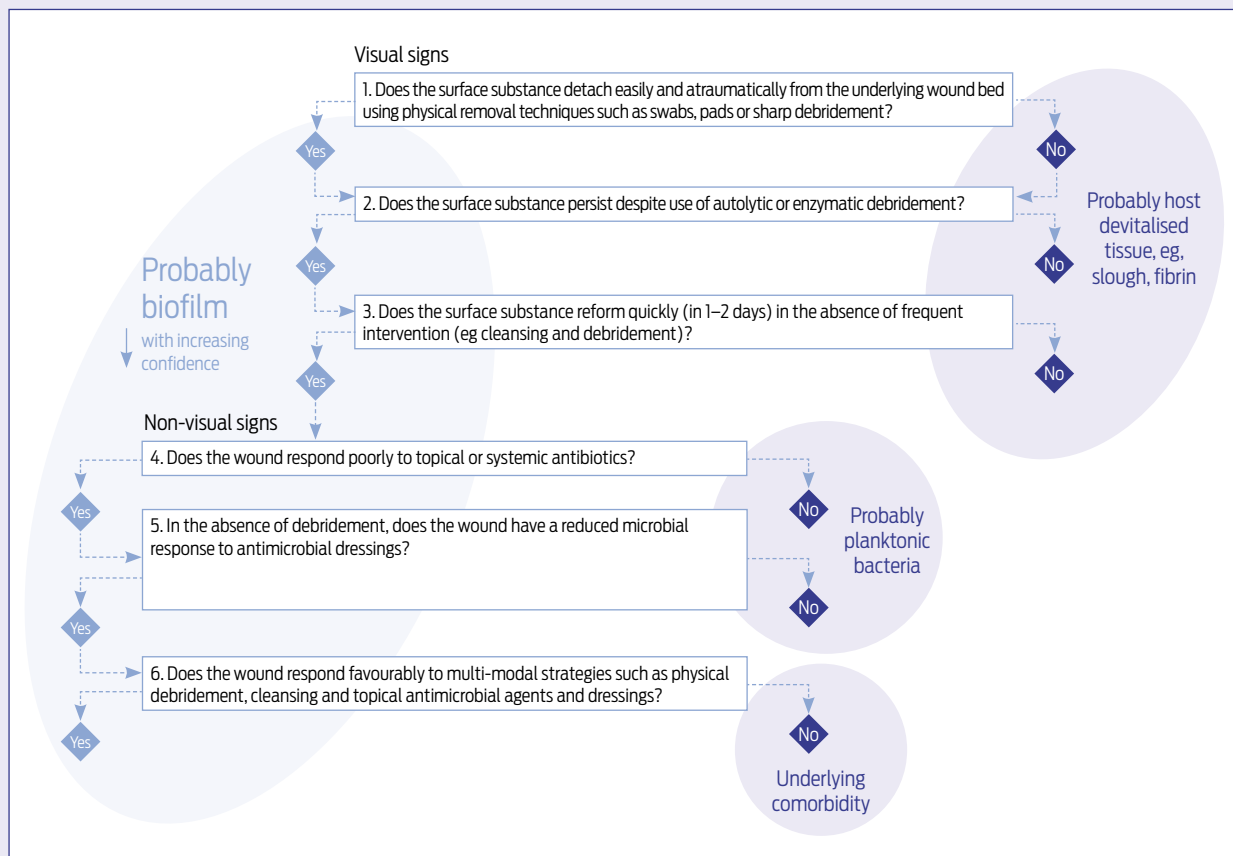 Visual signs
1. Does the surface substance detach easily and atraumatically from the underlying wound bed
using physical removal techniques such as swabs, pads or sharp debridement?
Yes
No
2. Does the surface substance persist despite use of autolytic or enzymatic debridement?
Yes
No
Probably host
devitalised
tissue, eg,
slough, fibrin
Probably
biofilm
with increasing
confidence
3. Does the surface substance reform quickly (in 1–2 days) in the absence of frequent
intervention (eg cleansing and debridement)?
Yes
No
Non-visual signs
4. Does the wound respond poorly to topical or systemic antibiotics?
Yes
No
5. In the absence of debridement, does the wound have a reduced microbial
response to antimicrobial dressings?
Yes
No
Probably
planktonic
bacteria
6. Does the wound respond favourably to multi-modal strategies such as physical
debridement, cleansing and topical antimicrobial agents and dressings?
Yes
No
Underlying
comorbidity